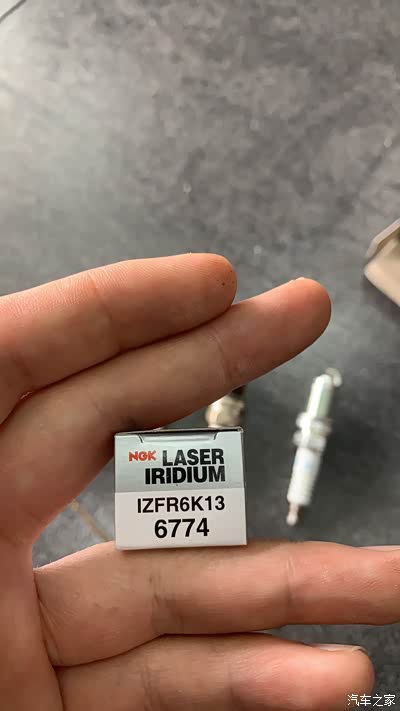 NGK LASER
IRIDIUM
IZFR6K13
6774
汽车之家